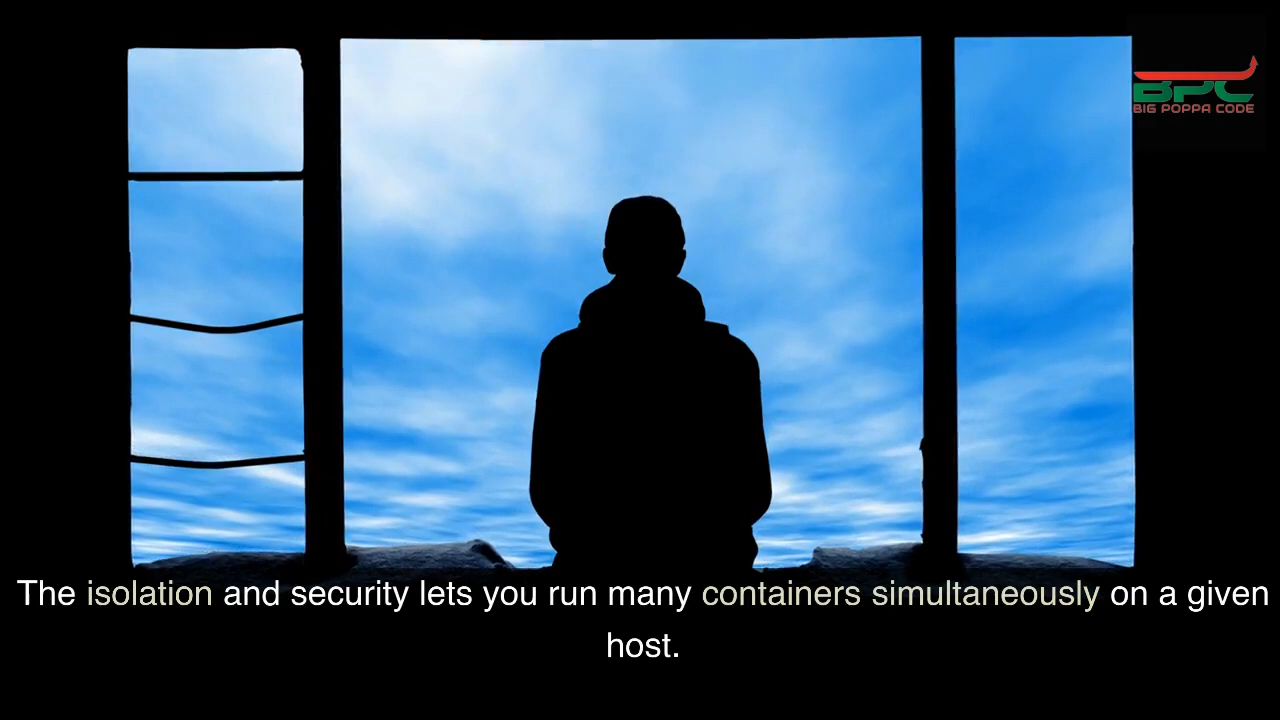 BPC
BIG POPPA CODE
The isolation and security lets you run many containers simultaneously on a given
host.